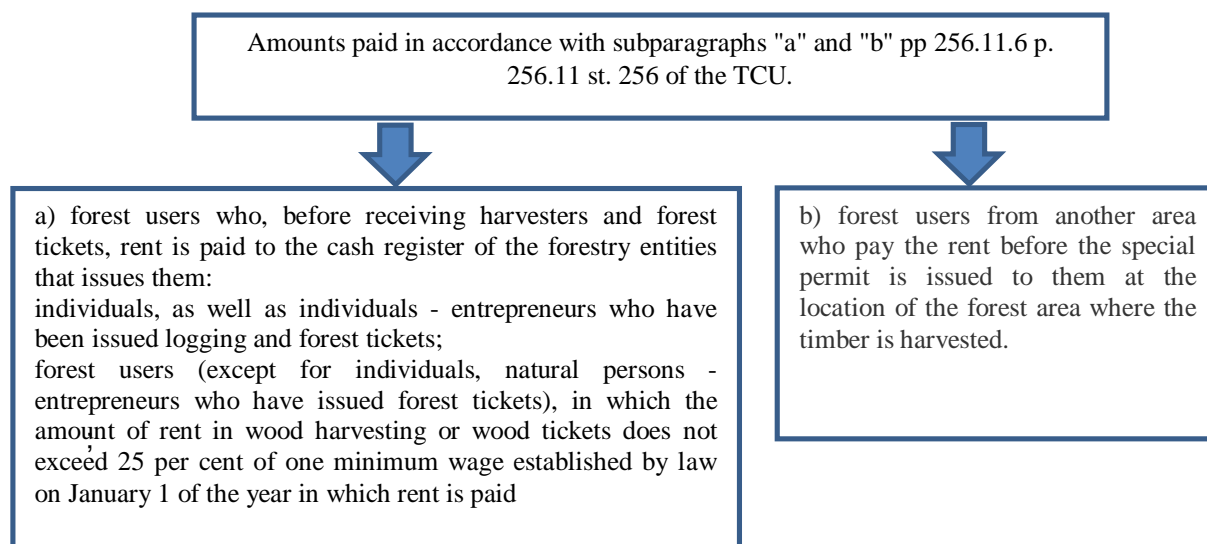 Amounts paid in accordance with subparagraphs "a" and "b" pp 256.11.6 p.
256.11 st. 256 of the TCU.
a) forest users who, before receiving harvesters and forest
tickets, rent is paid to the cash register of the forestry entities
that issues them:
individuals, as well as individuals - entrepreneurs who have
been issued logging and forest tickets;
forest users (except for individuals, natural persons -
entrepreneurs who have issued forest tickets), in which the
amount of rent in wood harvesting or wood tickets does not
;
exceed 25 per cent of one minimum wage established by law
on January 1 of the year in which rent is paid
b) forest users from another area
who pay the rent before the special
permit is issued to them at the
location of the forest area where the
timber is harvested.